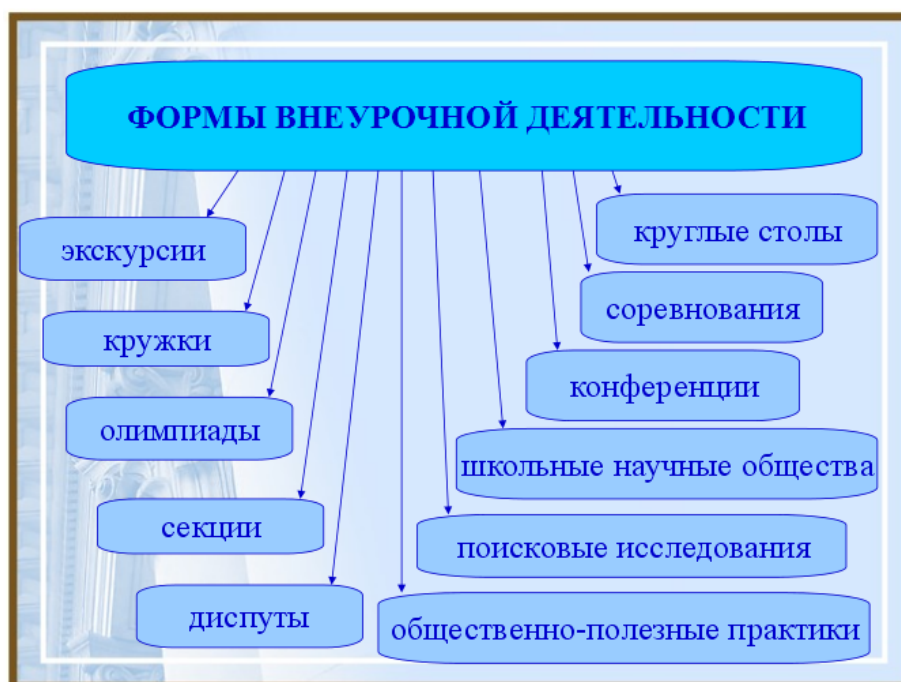 ФОРМЫ ВНЕУРОЧНОЙ ДЕЯТЕЛЬНОСТИ
экскурсии
кружки
олимпиады
секции
диспуты
круглые столы
соревнования
конференции
школьные научные общества
поисковые исследования
общественно-полезные практики